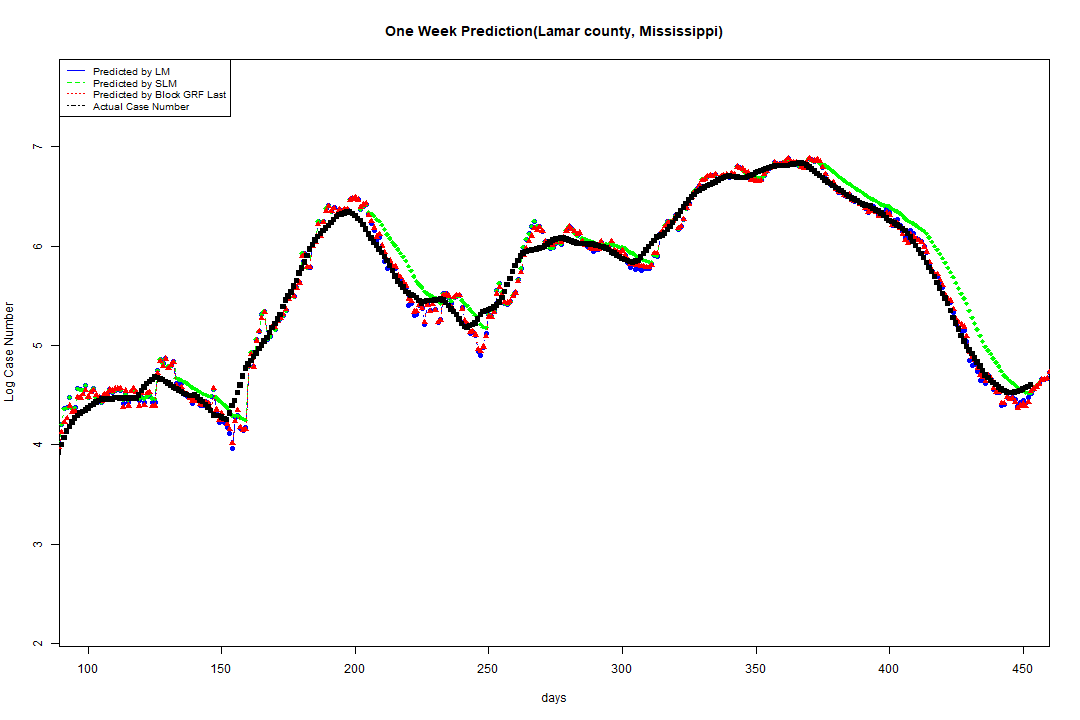 One Week Prediction(Lamar county, Mississippi)
Predicted by LM
Predicted by SLM
Predicted by Block GRF Last
Actual Case Number
Log Case Number
7
6
5
4
3
2
100 150 200 250 300 350 400 450
days